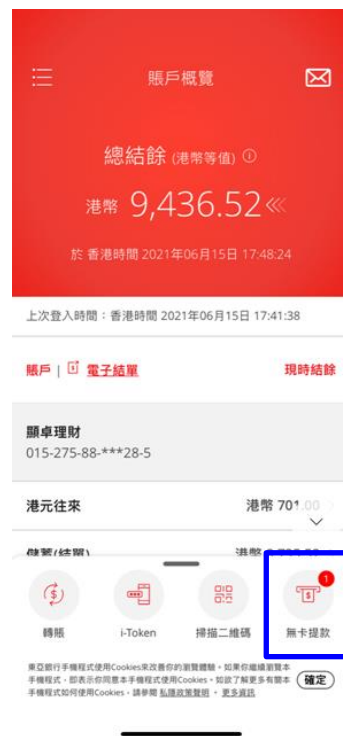 賬戶概覽
總結餘 (港幣等值)
港幣 9,436.52
於 香港時間 2021年06月15日 17:48:24
上次登入時間：香港時間 2021年06月15日 17:41:38
賬戶 | 電子結單 現時結餘
顯卓理財
015-275-88-***28-5
港元往來 港幣 701.00
儲蓄(結單) 港幣
1
轉賬 i-Token 掃描二維碼 無卡提款
東亞銀行手機程式使用Cookies來改善你的瀏覽體驗。如果你繼續瀏覽本
手機程式，即表示你同意本手機程式使用Cookies。如欲了解更多有關本
手機程式如何使用Cookies，請參閱 私隱政策聲明 。 更多資訊
確定